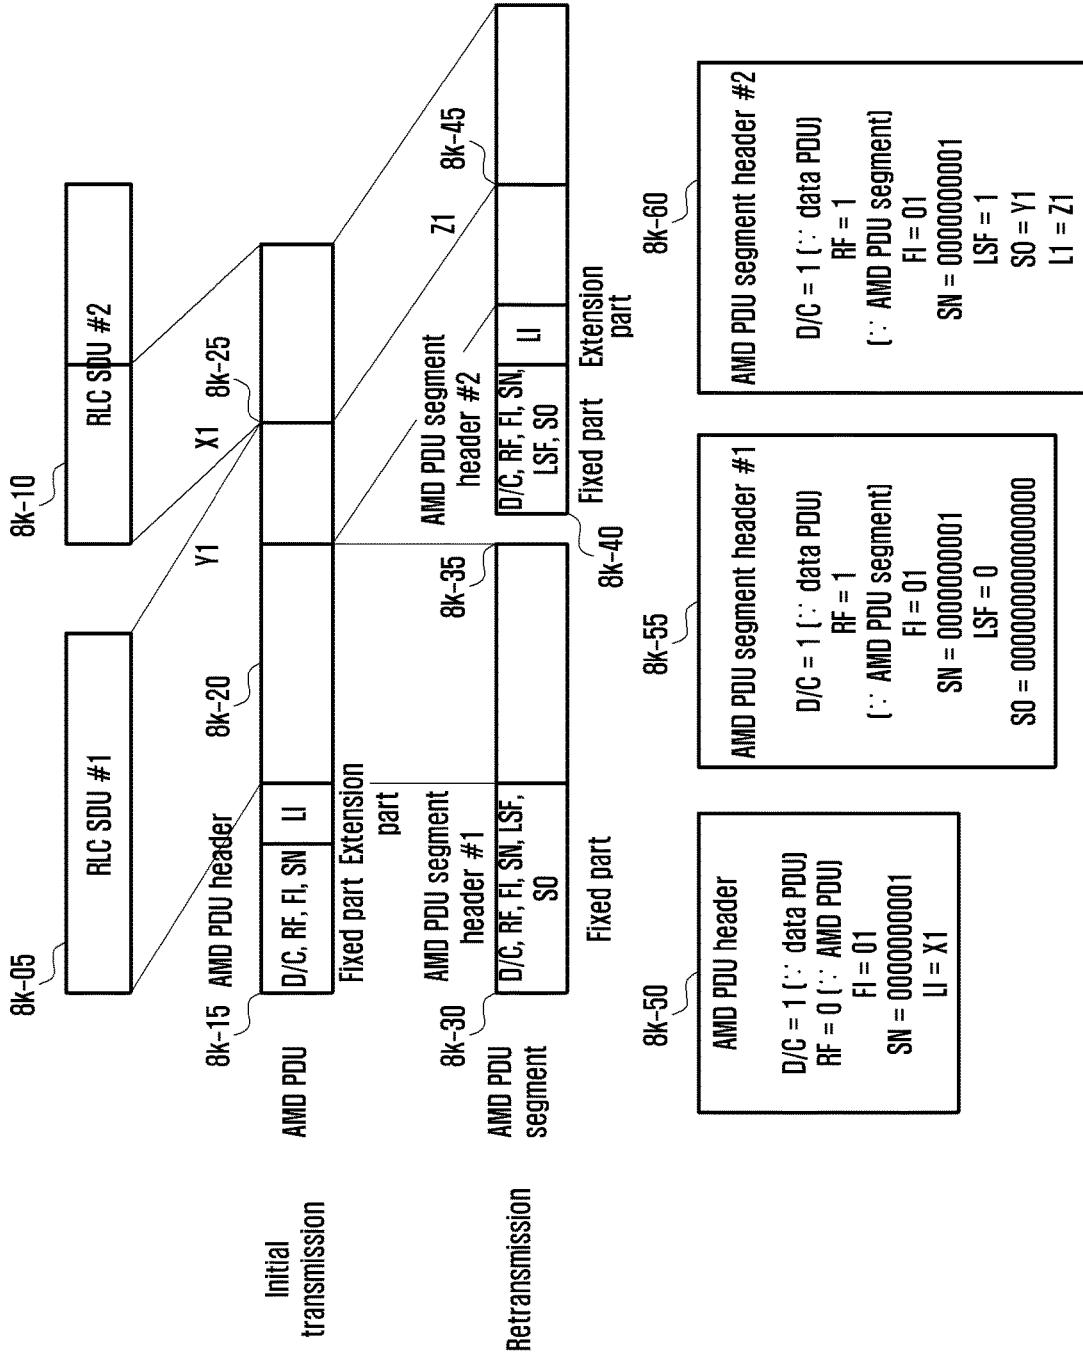 8k-05
RLC SDU #1
8k-10
RLC SDU #2
Initial
transmission
AMD PDU
8k-15
AMD PDU header
D/C, RF, FI, SN
LI
Fixed part
Extension
part
8k-20
Y1
X1
8k-25
Retransmission
AMD PDU
segment
8k-30
AMD PDU segment
header #1
D/C, RF, FI, SN, LSF,
SO
Fixed part
8k-35
8k-40
AMD PDU segment
header #2
D/C, RF, FI, SN,
LSF, SO
LI
Fixed part
Extension
part
Z1
8k-45
8k-50
AMD PDU header
D/C = 1 (∵ data PDU)
RF = 0 (∵ AMD PDU)
FI = 01
SN = 0000000001
LI = X1
8k-55
AMD PDU segment header #1
D/C = 1 (∵ data PDU)
RF = 1
(∵ AMD PDU segment)
FI = 01
SN = 0000000001
LSF = 0
SO = 000000000000000
8k-60
AMD PDU segment header #2
D/C = 1 (∵ data PDU)
RF = 1
(∵ AMD PDU segment)
FI = 01
SN = 0000000001
LSF = 1
SO = Y1
L1 = Z1